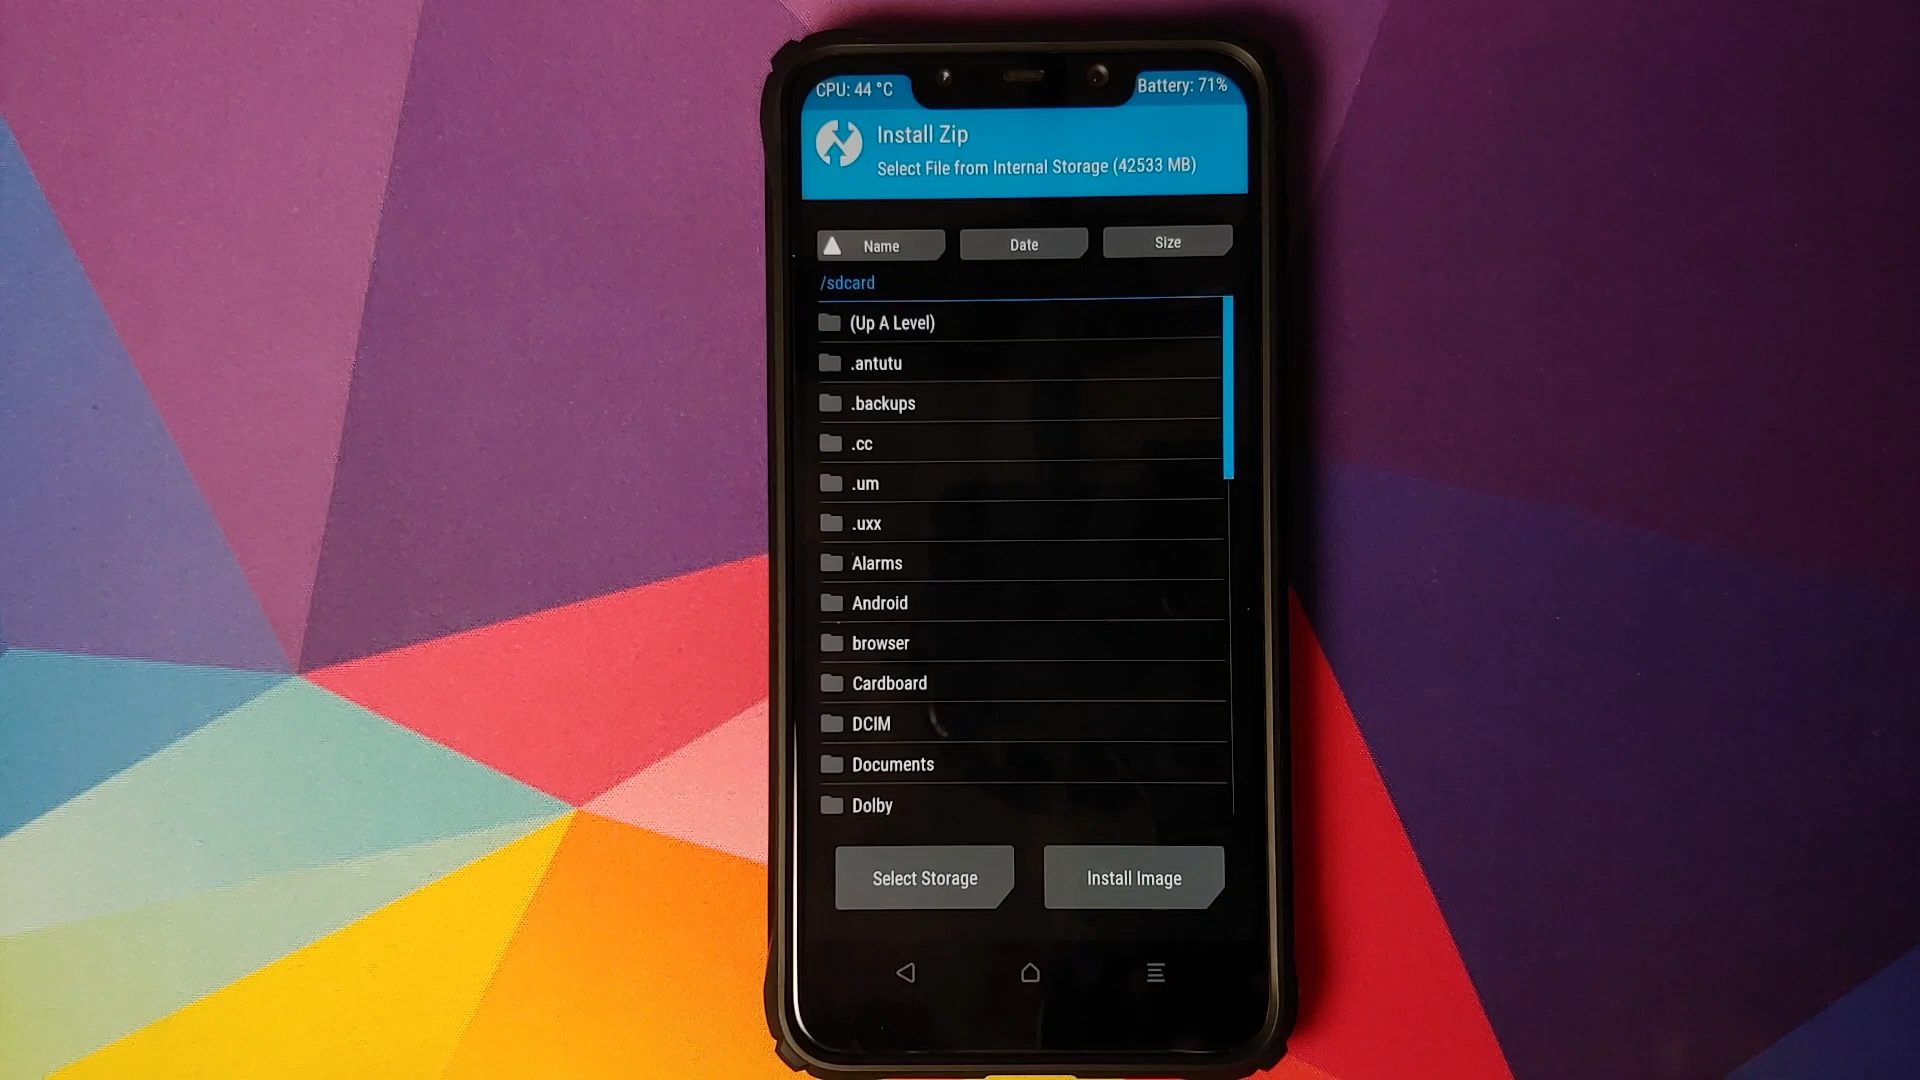 CPU: 44 °C
Battery: 71%
Install Zip
Select File from Internal Storage (42533 MB)
Name
Date
Size
/sdcard
(Up A Level)
.antutu
.backups
.cc
.um
.uxx
Alarms
Android
browser
Cardboard
DCIM
Documents
Dolby
Select Storage
Install Image